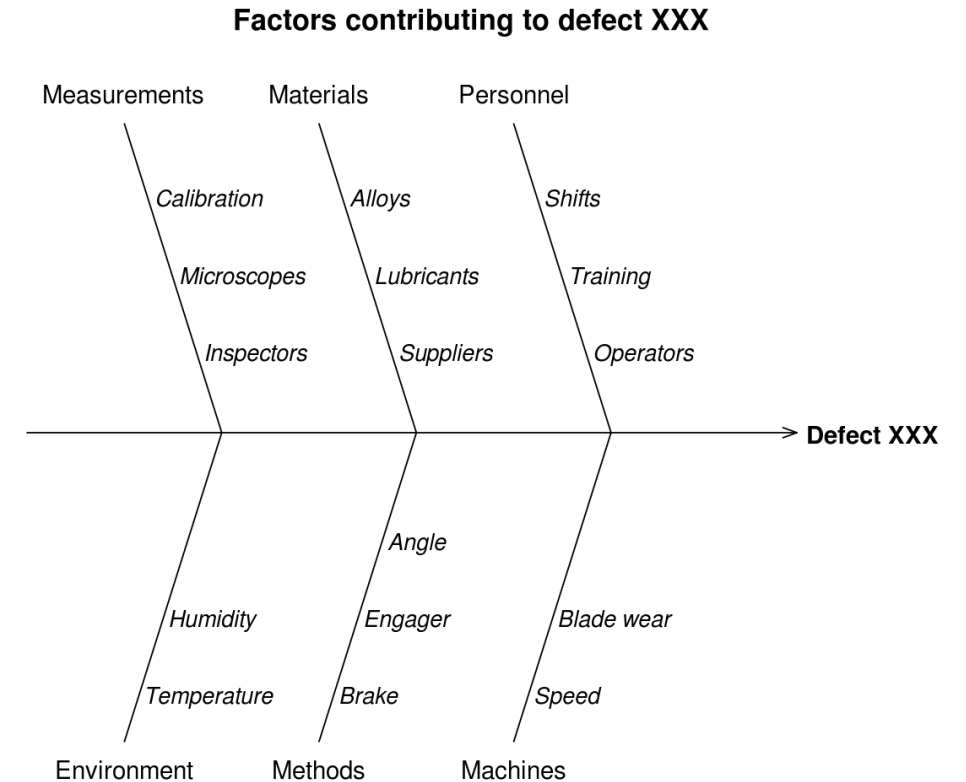 Factors contributing to defect XXX
Measurements
Materials
Personnel
Calibration
Alloys
Shifts
Microscopes
Lubricants
Training
Inspectors
Suppliers
Operators
Defect XXX
Angle
Humidity
Engager
Blade wear
Temperature
Brake
Speed
Environment
Methods
Machines